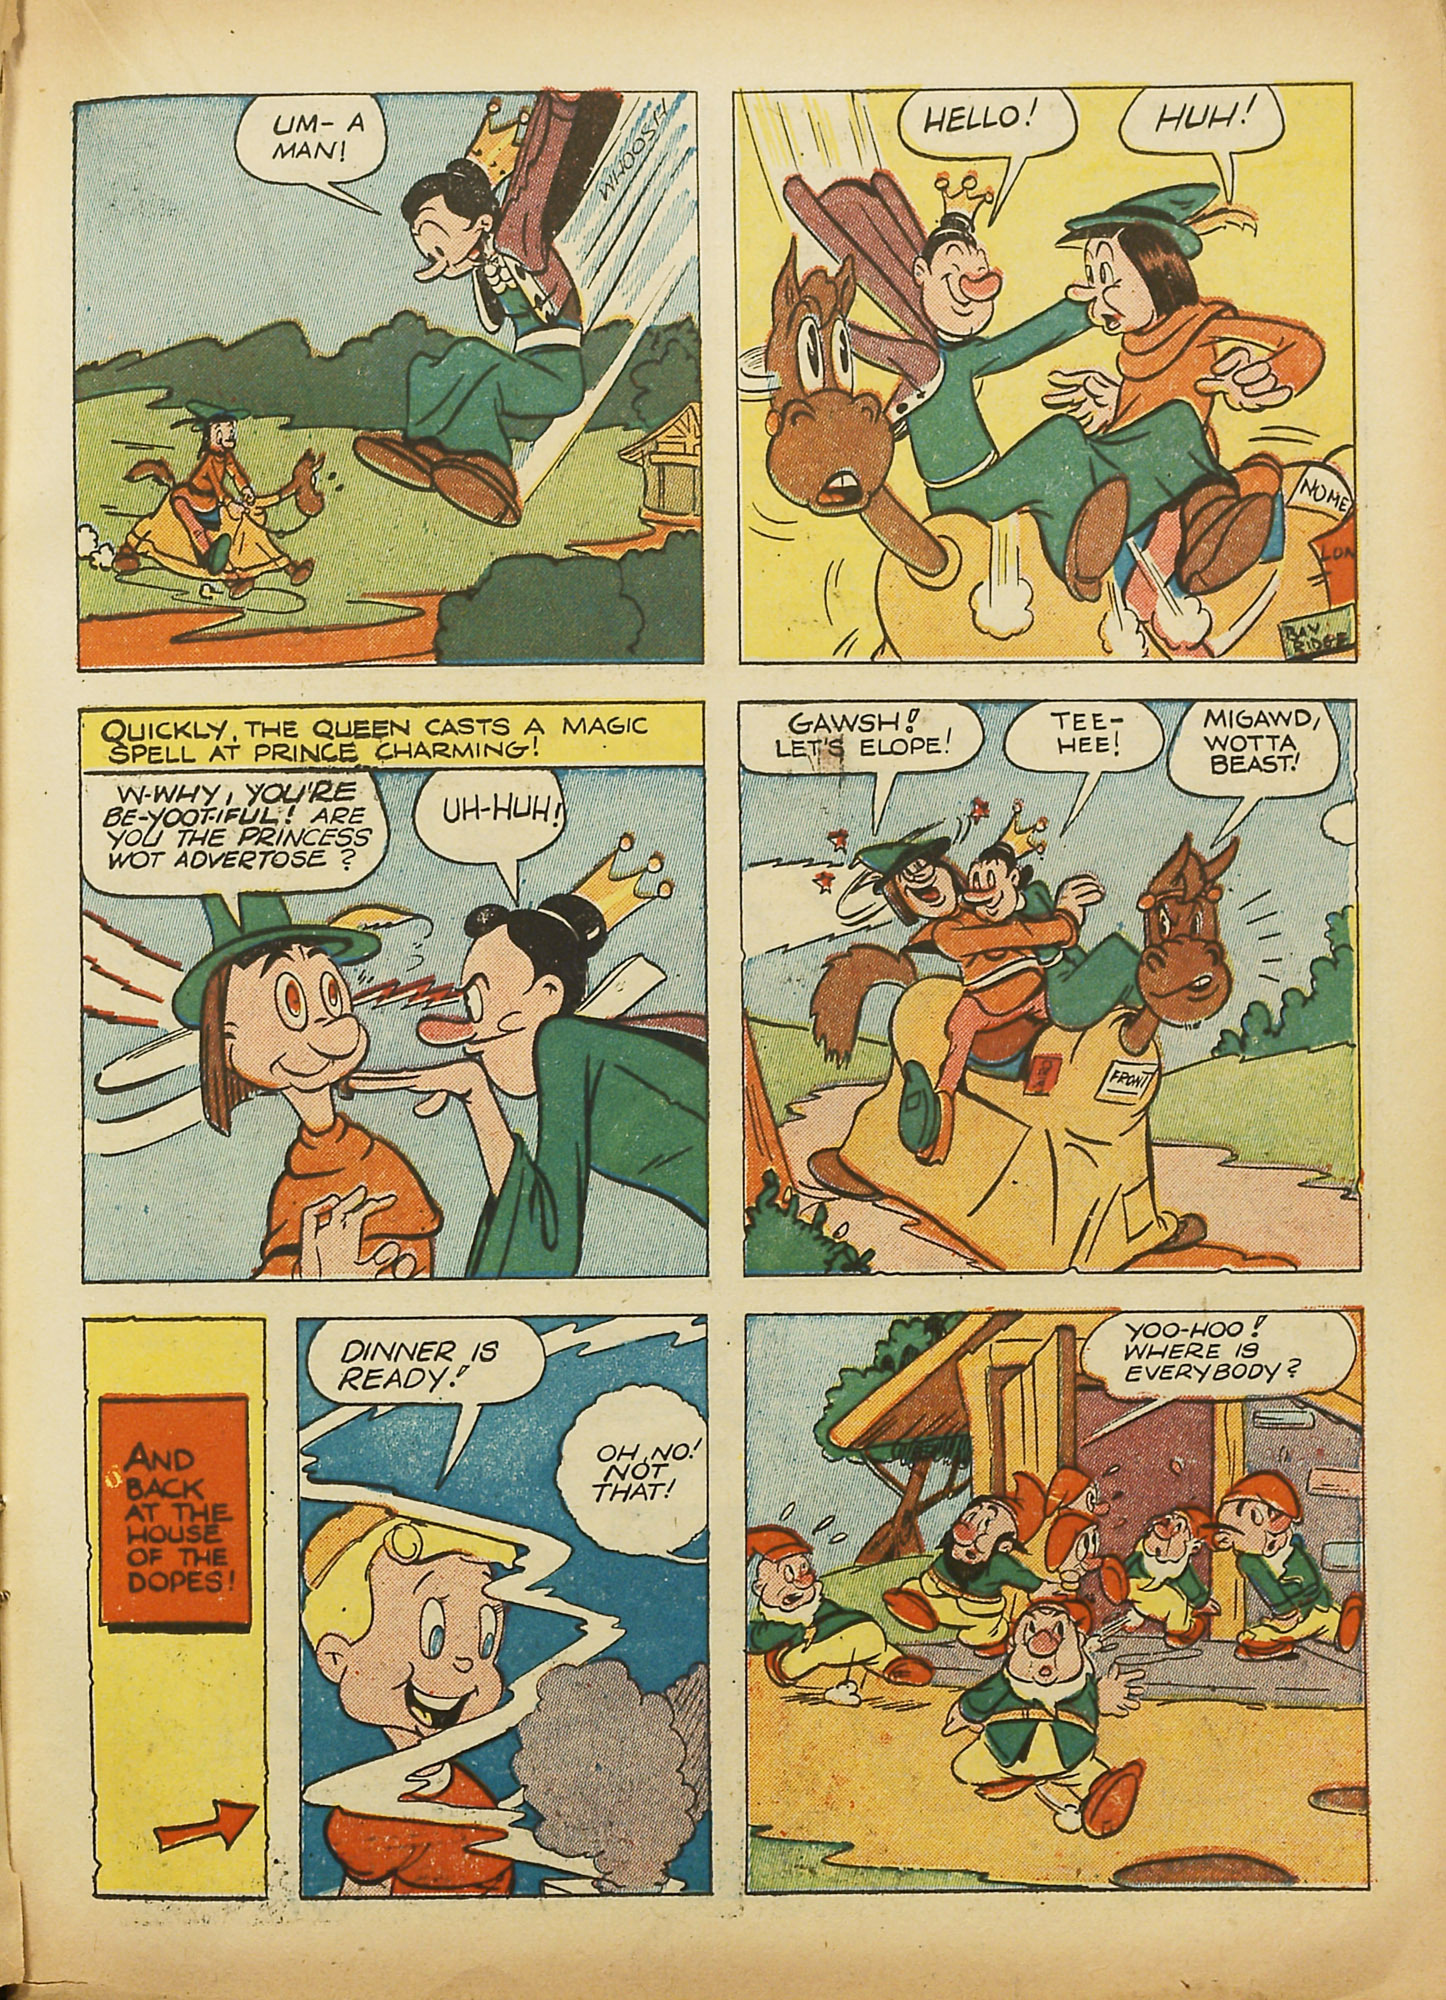 UM- A
MAN!
WHOOSH!
HELLO!
HUH!
NOME
LON
BAY
RIDGE
QUICKLY, THE QUEEN CASTS A MAGIC
SPELL AT PRINCE CHARMING!
W-WHY, YOU'RE
BE-YOOT-IFUL! ARE
YOU THE PRINCESS
WOT ADVERTOSE?
UH-HUH!
GAWSH!
LET'S ELOPE!
TEE-
HEE!
MIGAWD,
WOTTA
BEAST!
FRONT
AND
BACK
AT THE
HOUSE
OF THE
DOPES!
DINNER IS
READY!
OH, NO!
NOT
THAT!
YOO-HOO!
WHERE IS
EVERYBODY?